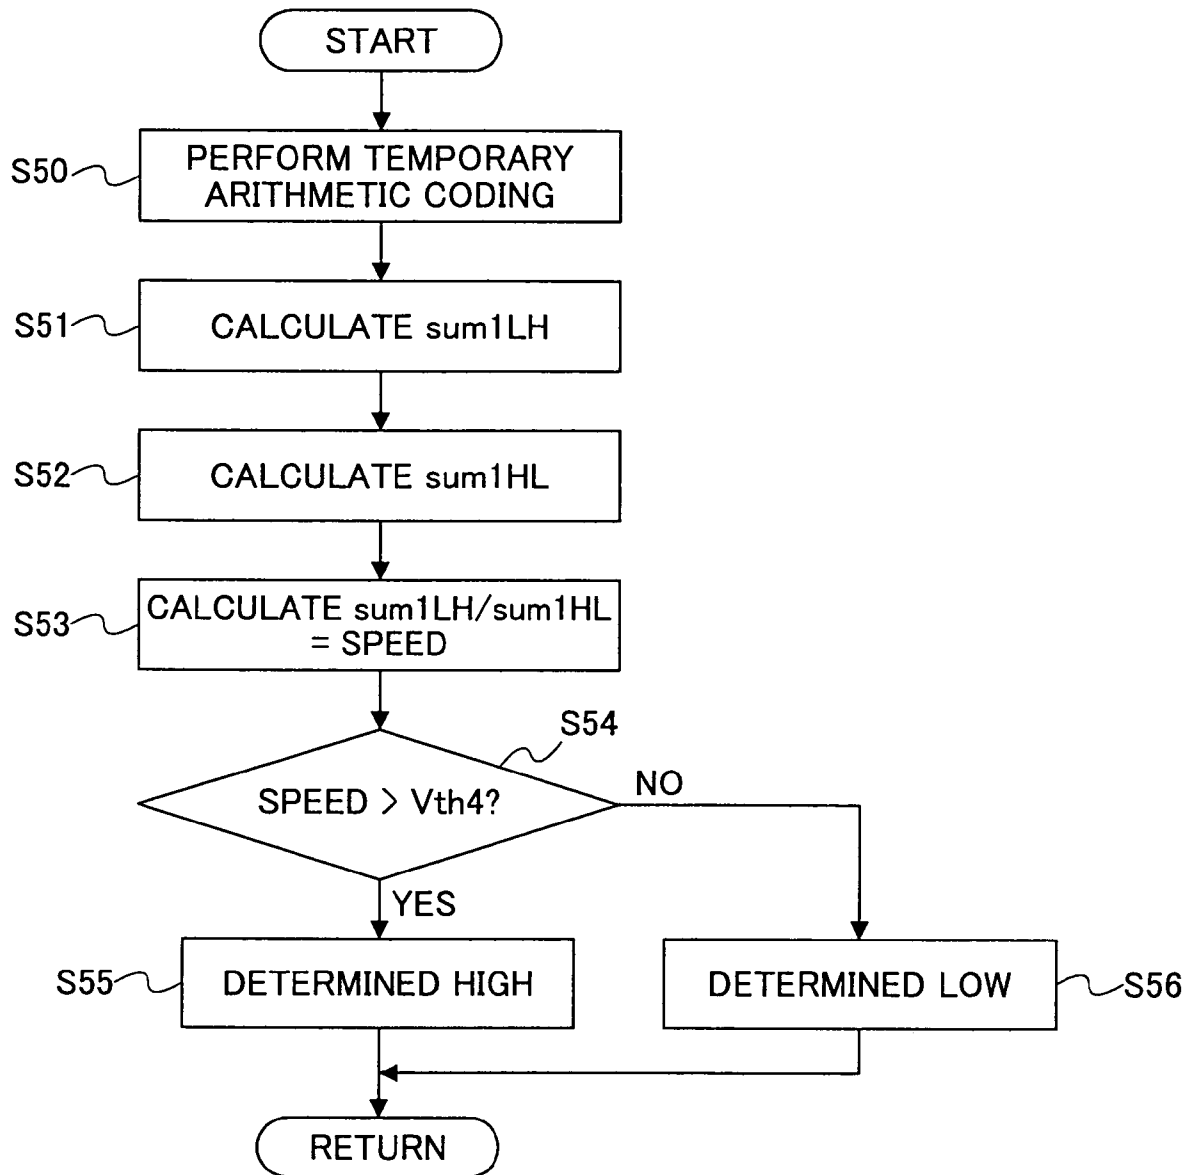 START
S50
PERFORM TEMPORARY
ARITHMETIC CODING
S51
CALCULATE sum1LH
S52
CALCULATE sum1HL
S53
CALCULATE sum1LH/sum1HL
= SPEED
S54
SPEED > Vth4?
NO
YES
S55
DETERMINED HIGH
DETERMINED LOW
S56
RETURN